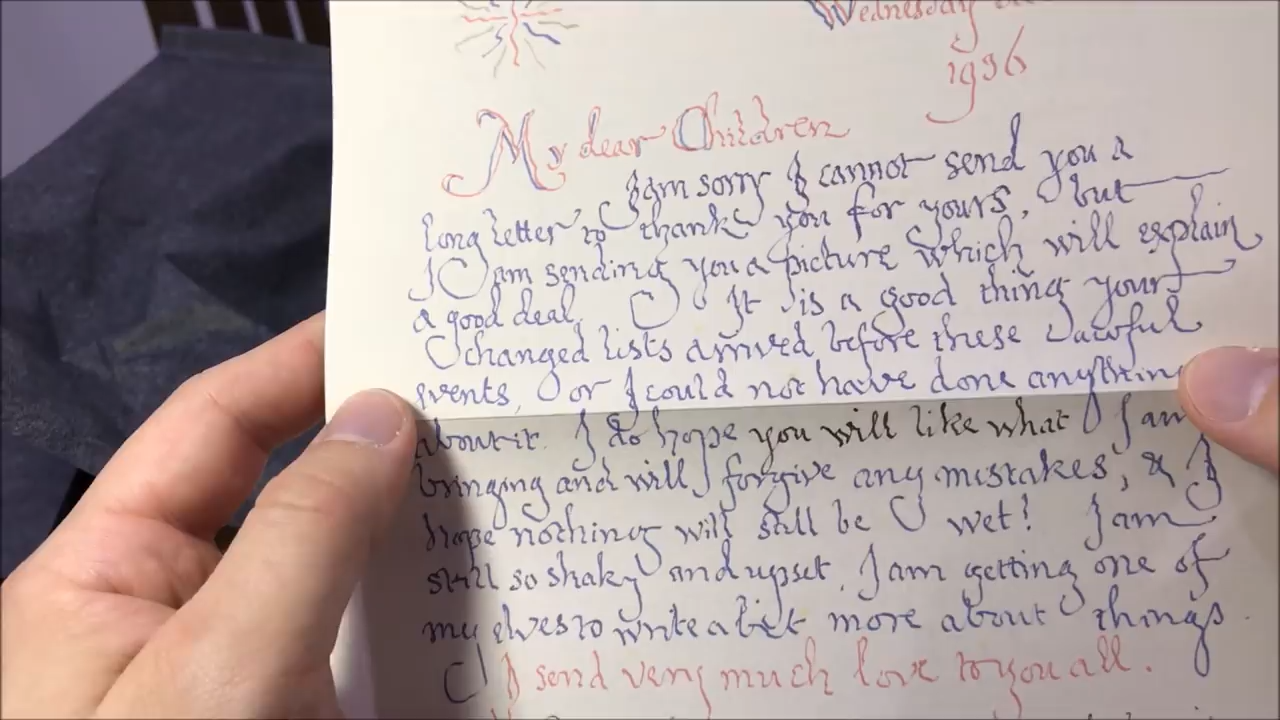 Wednesday
1936
My dear Children
I am sorry I cannot send you a
long letter to thank you for yours, but
I am sending you a picture which will explain
a good deal. It is a good thing your
changed lists arrived before these awful
events, or I could not have done anything
about it. I do hope you will like what I am
bringing and will forgive any mistakes, & I
hope nothing will still be wet! I am
still so shaky and upset, I am getting one of
my elves to write a bit more about things.
I send very much love to you all.